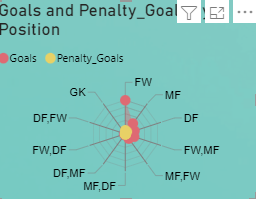 Goals and Penalty_Goal y
Position
Goals Penalty_Goals
FW
GK MF
DF,FW DF
FW,DF FW,MF
DF,MF MF,FW
MF,DF